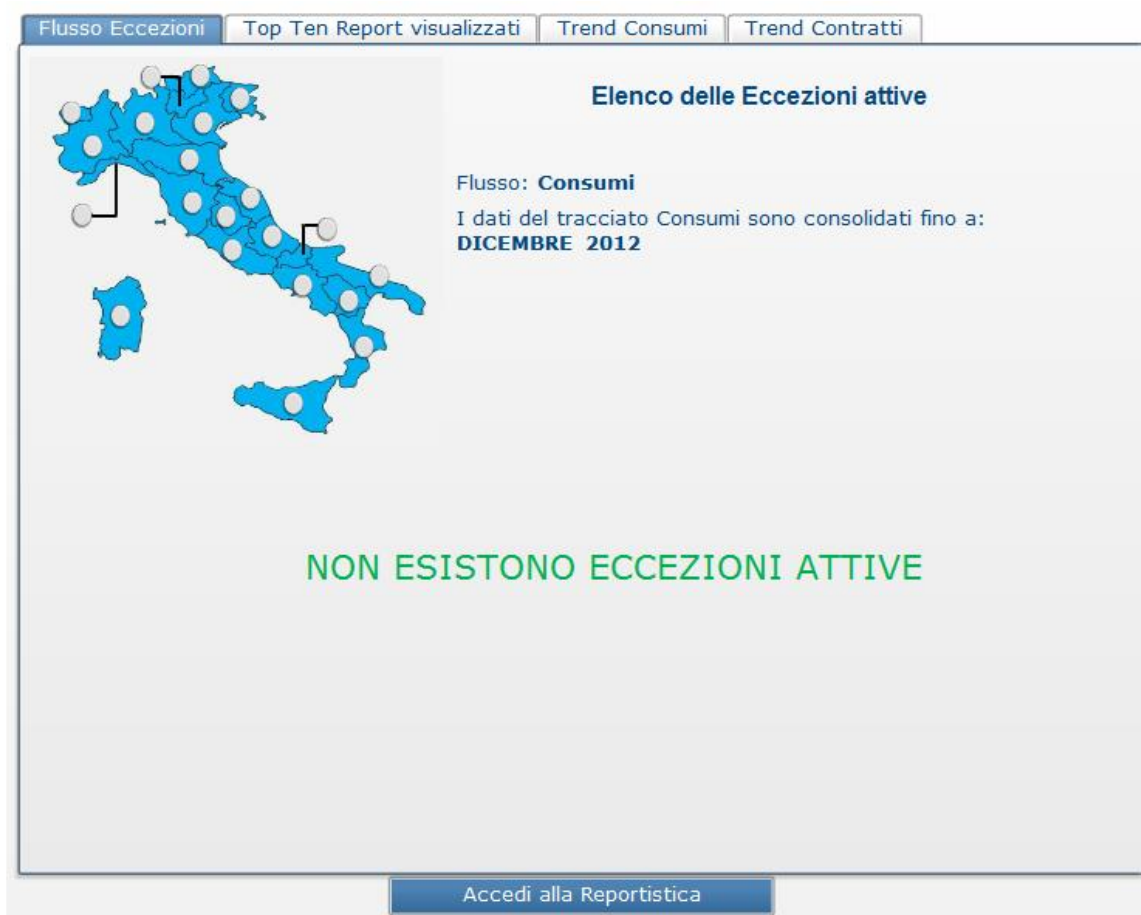 Flusso Eccezioni
Top Ten Report visualizzati
Trend Consumi
Trend Contratti
Elenco delle Eccezioni attive
Flusso: Consumi
I dati del tracciato Consumi sono consolidati fino a:
DICEMBRE 2012
NON ESISTONO ECCEZIONI ATTIVE
Accedi alla Reportistica